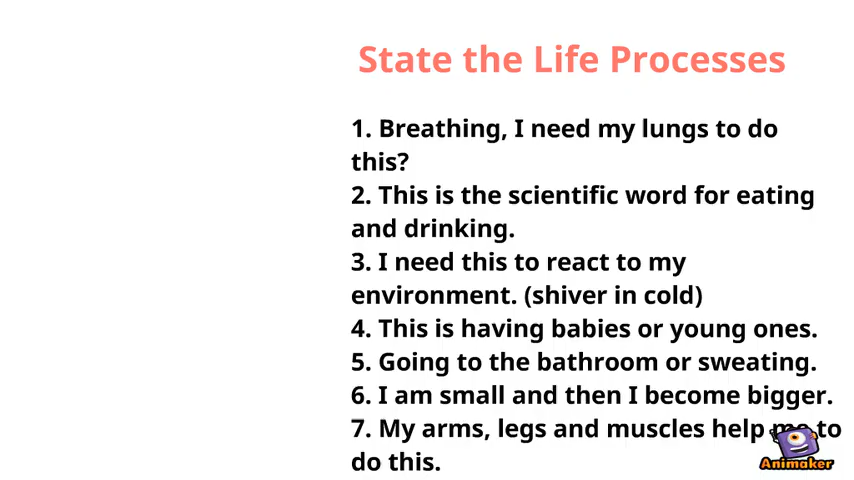 State the Life Processes
1. Breathing, I need my lungs to do
this?
2. This is the scientific word for eating
and drinking.
3. I need this to react to my
environment. (shiver in cold)
4. This is having babies or young ones.
5. Going to the bathroom or sweating.
6. I am small and then I become bigger.
7. My arms, legs and muscles help me to
do this.
Animaker